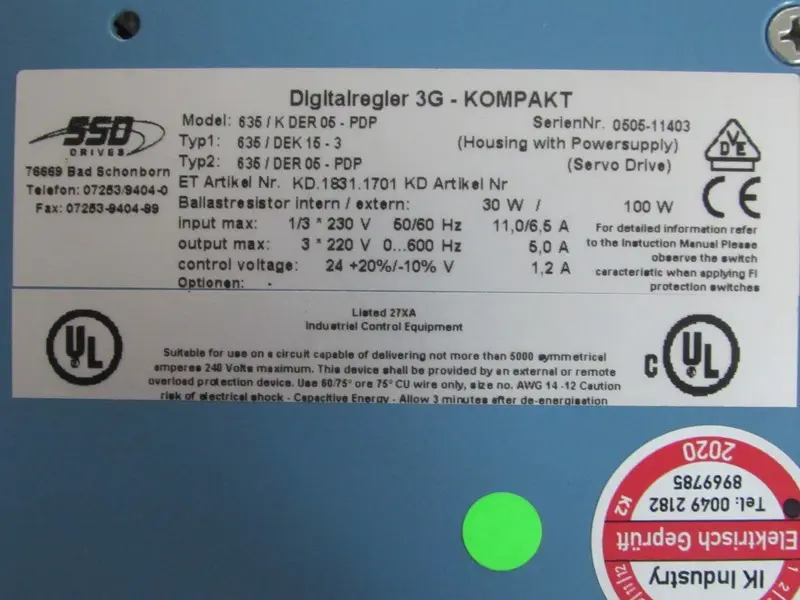 Digitalregler 3G - KOMPAKT
SSD
DRIVES
76669 Bad Schonborn
Telefon: 07253/9404-0
Fax: 07253-9404-99
Model: 635 / K DER 05 - PDP SerienNr. 0505-11403
Typ1: 635 / DEK 15 - 3 (Housing with Powersupply)
Typ2: 635 / DER 05 - PDP (Servo Drive)
ET Artikel Nr. KD.1831.1701 KD Artikel Nr
Ballastresistor intern / extern: 30 W / 100 W
input max: 1/3 * 230 V 50/60 Hz 11,0/6,5 A
output max: 3 * 220 V 0...600 Hz 5,0 A
control voltage: 24 +20%/-10% V 1,2 A
Optionen: -
VDE
CE
For detailed information refer
to the Instuction Manual Please
observe the switch
caracteristic when applying FI
protection switches
Listed 27XA
Industrial Control Equipment
UL
Suitable for use on a circuit capable of delivering not more than 5000 symmetrical
amperes 240 Volts maximum. This device shall be provided by an external or remote
overload protection device. Use 60/75° ore 75° CU wire only, size no. AWG 14 -12 Caution
risk of electrical shock - Capacitive Energy - Allow 3 minutes after de-energisation
c UL
IK Industry
Elektrisch Geprüft
Tel: 0049 2182
8969785
2020
K2